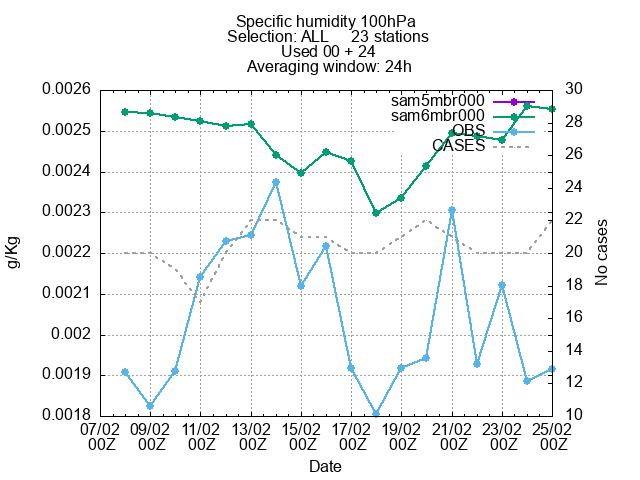 Specific humidity 100hPa
Selection: ALL 23 stations
Used 00 + 24
Averaging window: 24h
0.0026 30
sam5mbr000
sam6mbr000
0.0025 OBS 28
CASES
26
0.0024
24
0.0023
22
0.0022 20
0.0021 18
16
0.002
14
0.0019
12
0.0018 10
g/Kg
No cases
07/02 09/02 11/02 13/02 15/02 17/02 19/02 21/02 23/02 25/02
00Z 00Z 00Z 00Z 00Z 00Z 00Z 00Z 00Z 00Z
Date